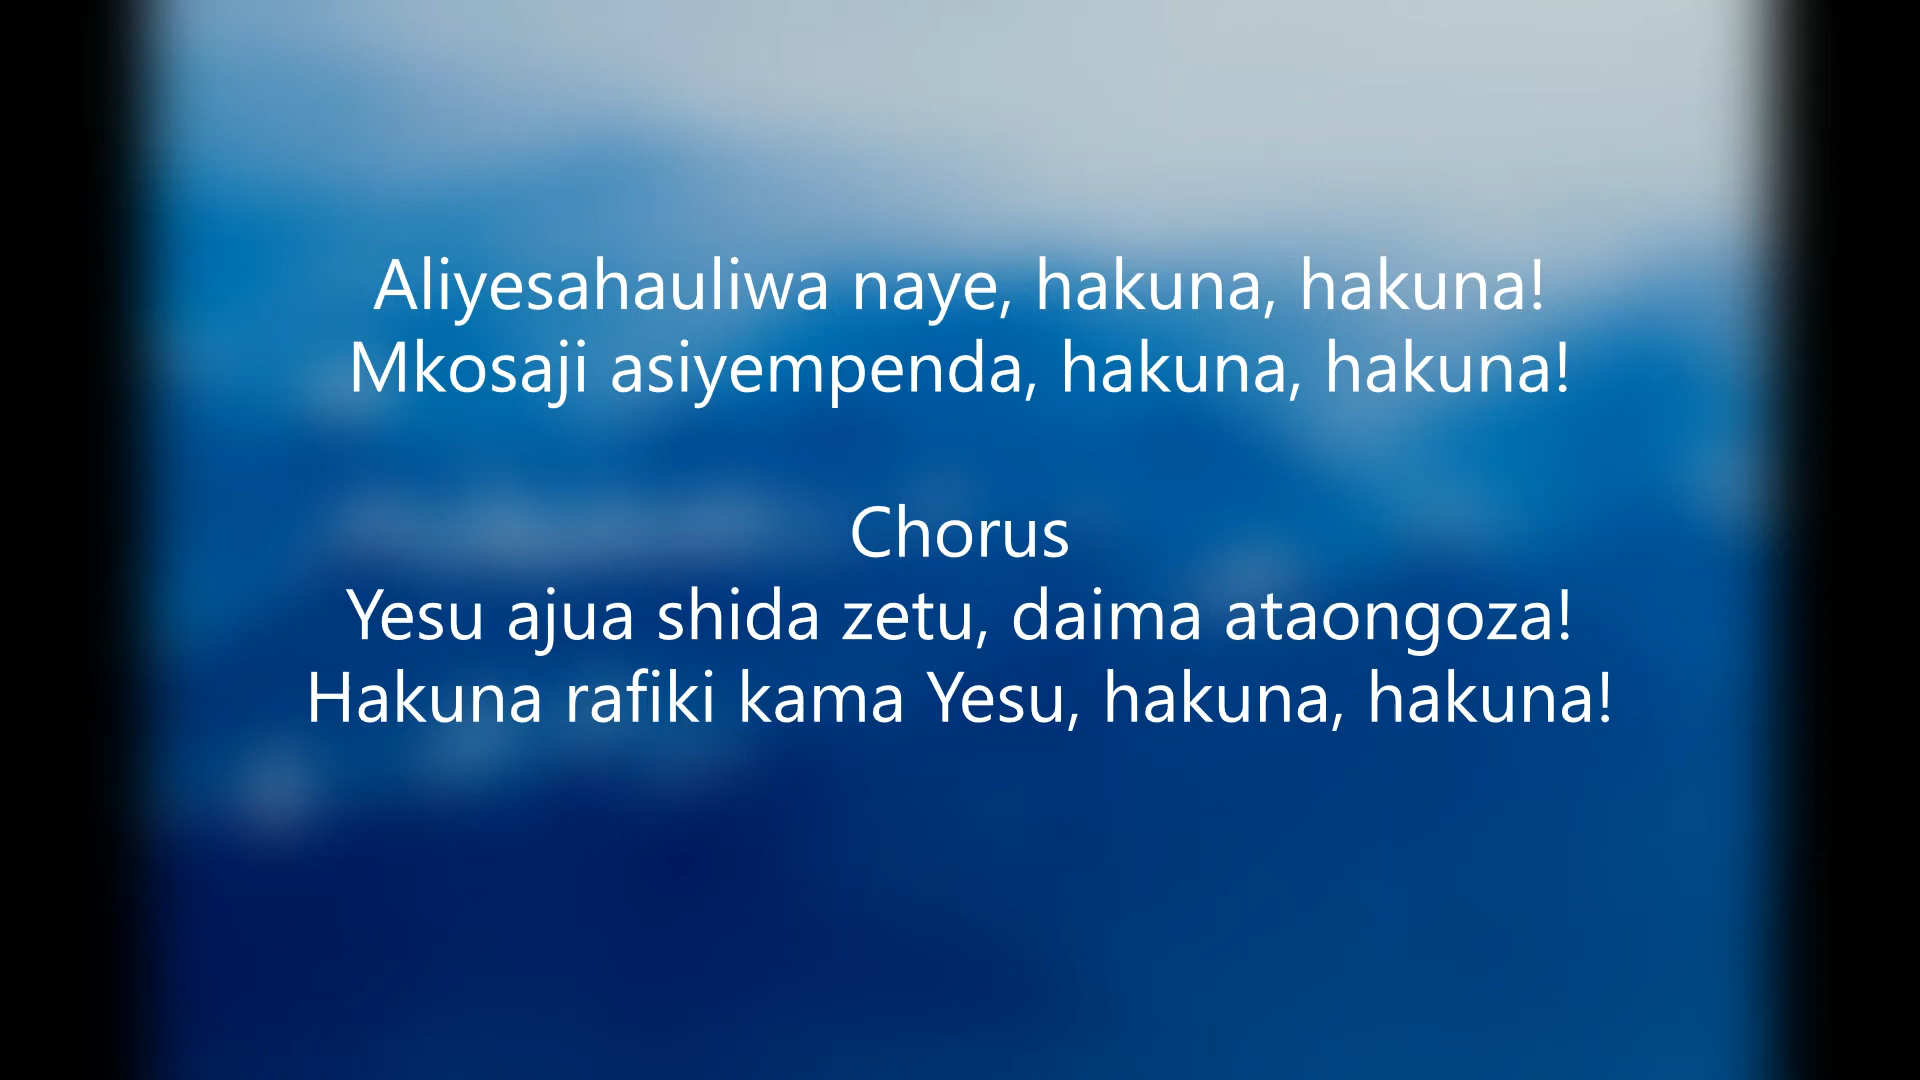 Aliyesahauliwa naye, hakuna, hakuna!
Mkosaji asiyempenda, hakuna, hakuna!
Chorus
Yesu ajua shida zetu, daima ataongoza!
Hakuna rafiki kama Yesu, hakuna, hakuna!